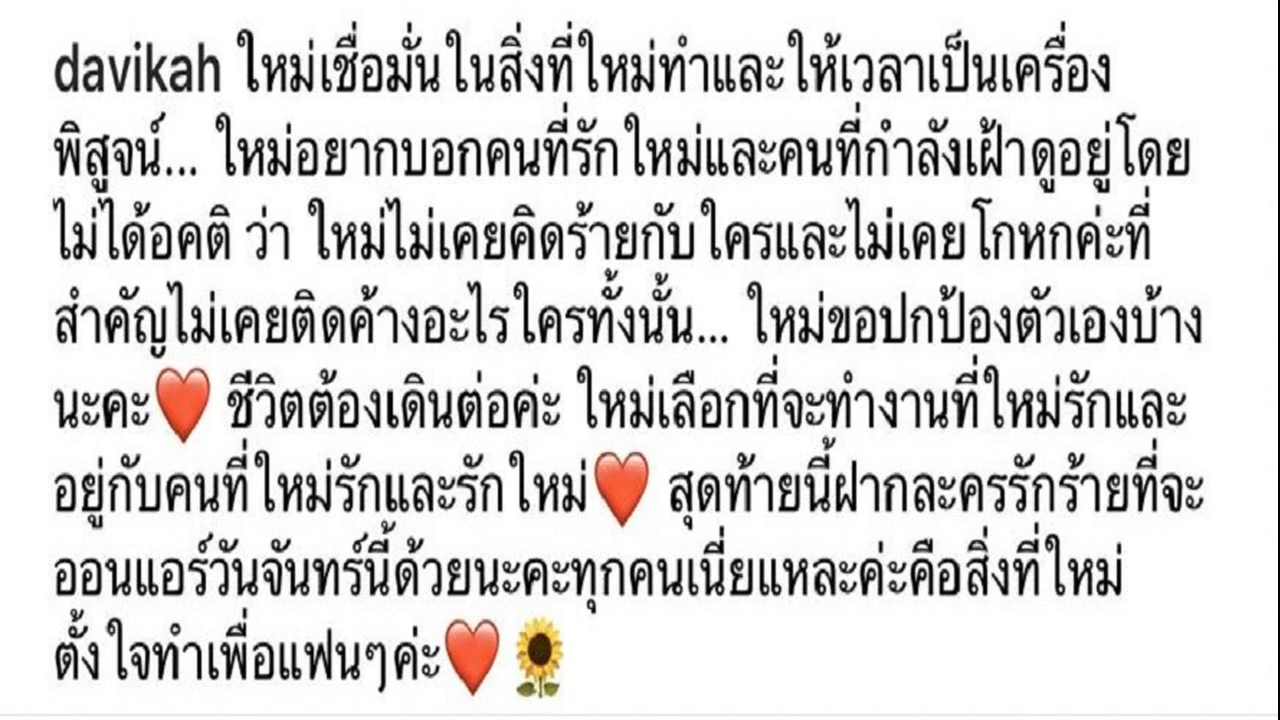 davikah ใหม่เชื่อมั่นในสิ่งที่ใหม่ทำและให้เวลาเป็นเครื่อง
พิสูจน์... ใหม่อยากบอกคนที่รักใหม่และคนที่กำลังเฝ้าดูอยู่โดย
ไม่ได้อคติ ว่า ใหม่ไม่เคยคิดร้ายกับใครและไม่เคยโกหกค่ะที่
สำคัญไม่เคยติดค้างอะไรใครทั้งนั้น... ใหม่ขอปกป้องตัวเองบ้าง
นะคะ❤️ ชีวิตต้องเดินต่อค่ะ ใหม่เลือกที่จะทำงานที่ใหม่รักและ
อยู่กับคนที่ใหม่รักและรักใหม่❤️ สุดท้ายนี้ฝากละครรักร้ายที่จะ
ออนแอร์วันจันทร์นี้ด้วยนะคะทุกคนเนี่ยแหละค่ะคือสิ่งที่ใหม่
ตั้งใจทำเพื่อแฟนๆค่ะ❤️🌻